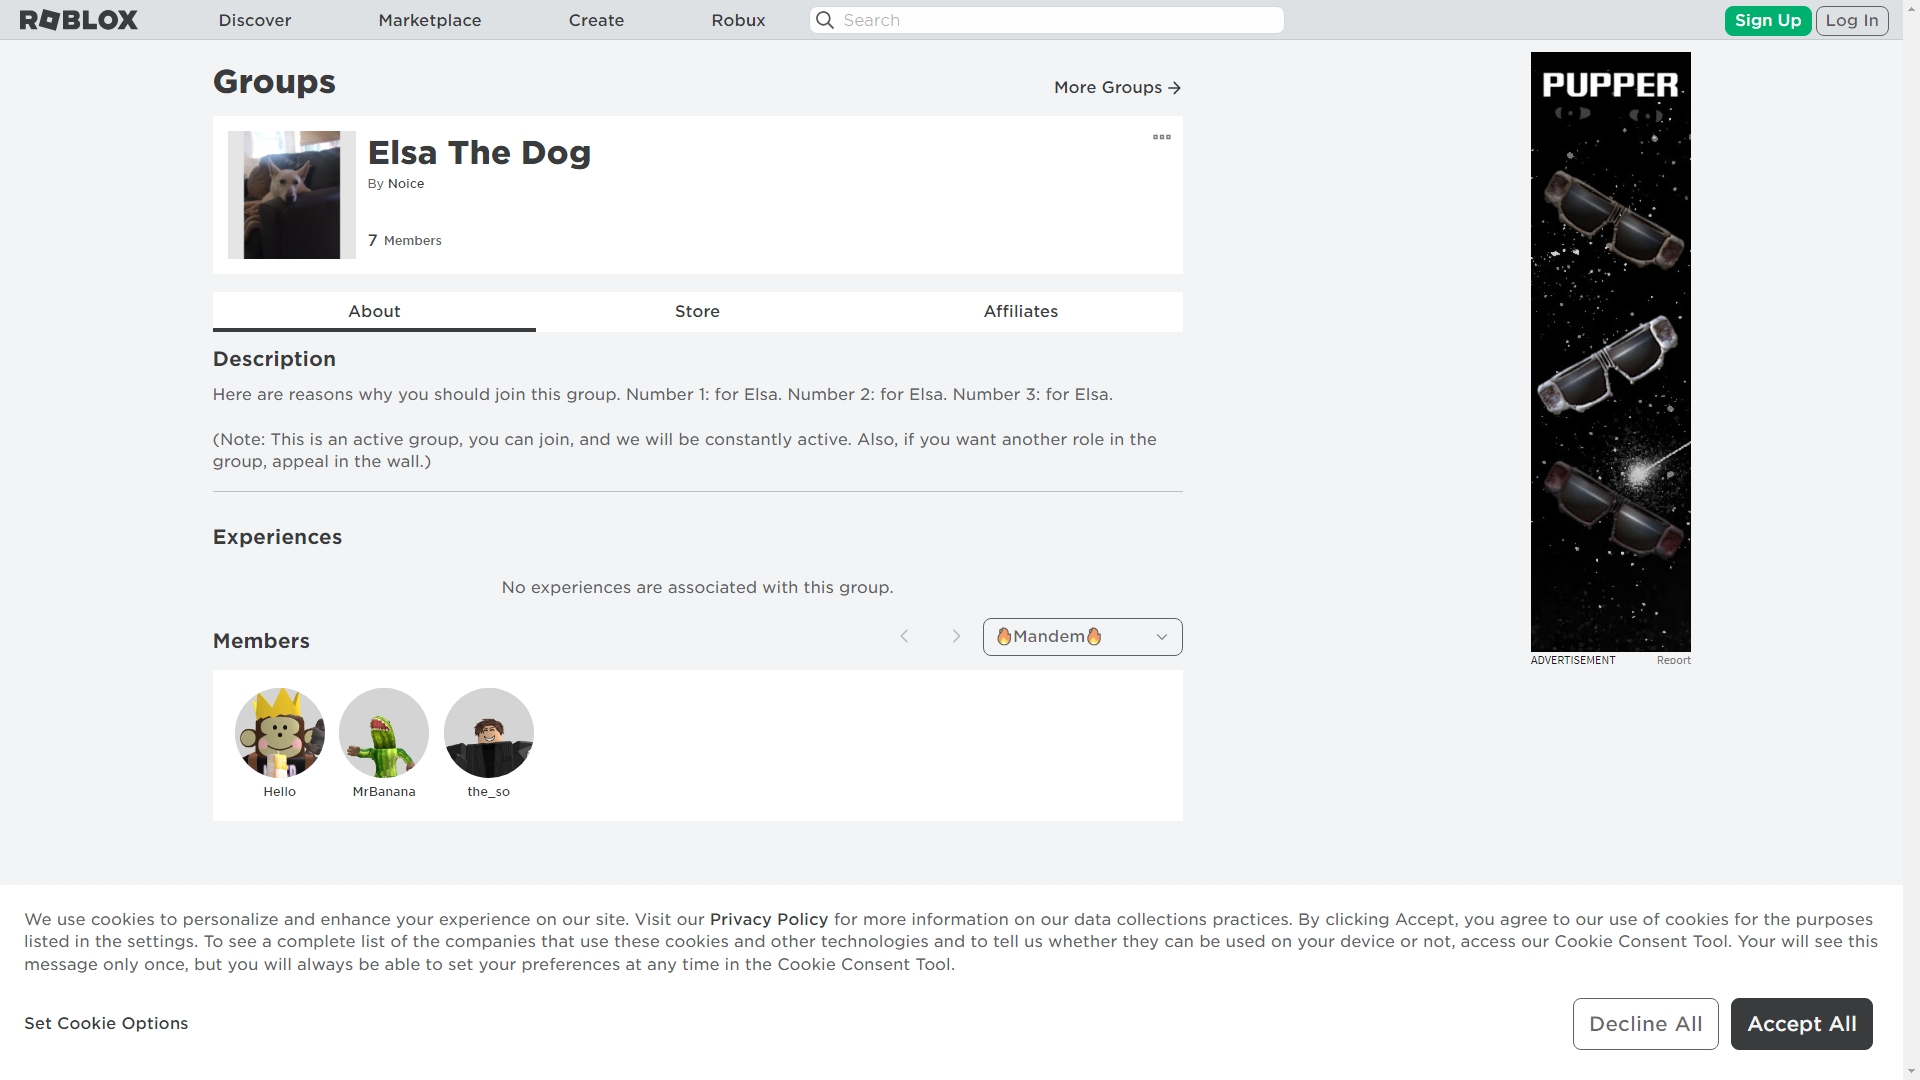 ROBLOX
Discover
Marketplace
Create
Robux
Search
Sign Up
Log In
Groups
More Groups
Elsa The Dog
By Noice
7 Members
About
Store
Affiliates
Description
Here are reasons why you should join this group. Number 1: for Elsa. Number 2: for Elsa. Number 3: for Elsa.
(Note: This is an active group, you can join, and we will be constantly active. Also, if you want another role in the
group, appeal in the wall.)
Experiences
No experiences are associated with this group.
Members
🔥Mandem🔥
Hello
MrBanana
the_so
PUPPER
ADVERTISEMENT
Report
We use cookies to personalize and enhance your experience on our site. Visit our Privacy Policy for more information on our data collections practices. By clicking Accept, you agree to our use of cookies for the purposes
listed in the settings. To see a complete list of the companies that use these cookies and other technologies and to tell us whether they can be used on your device or not, access our Cookie Consent Tool. Your will see this
message only once, but you will always be able to set your preferences at any time in the Cookie Consent Tool.
Set Cookie Options
Decline All
Accept All